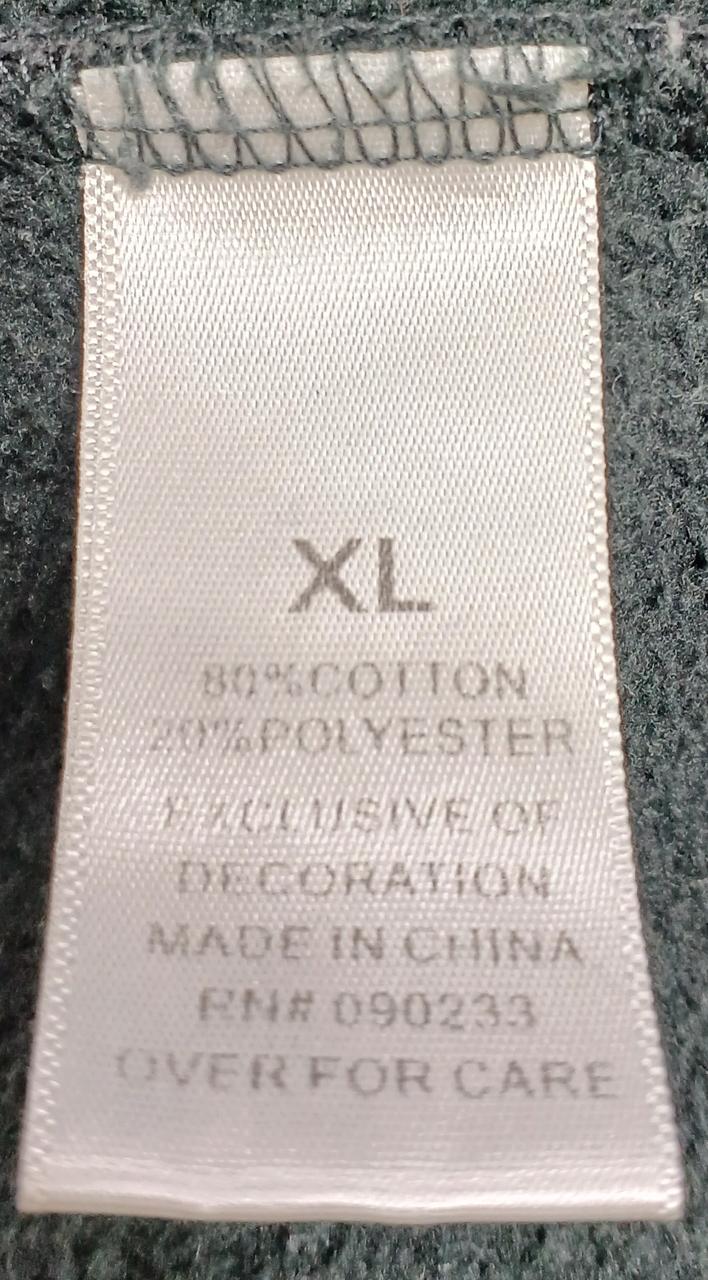 XL
80%COTTON
20%POLYESTER
EXCLUSIVE OF
DECORATION
MADE IN CHINA
RN# 090233
OVER FOR CARE